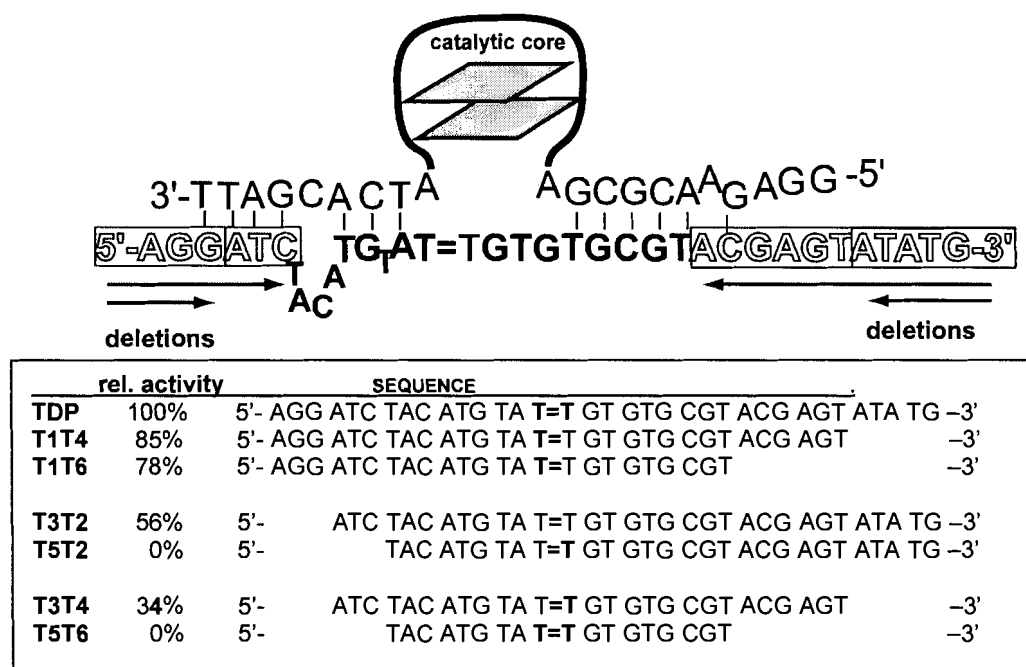 catalytic core
3'-TTAGCACTA AGCGCAAGAGG-5'
5'-AGGATCTACATGTAT=TGTGTGCGTACGAGTATATG-3'
deletions deletions
rel. activity SEQUENCE
TDP 100% 5'- AGG ATC TAC ATG TA T=T GT GTG CGT ACG AGT ATA TG –3'
T1T4 85% 5'- AGG ATC TAC ATG TA T=T GT GTG CGT ACG AGT –3'
T1T6 78% 5'- AGG ATC TAC ATG TA T=T GT GTG CGT –3'
T3T2 56% 5'- ATC TAC ATG TA T=T GT GTG CGT ACG AGT ATA TG –3'
T5T2 0% 5'- TAC ATG TA T=T GT GTG CGT ACG AGT ATA TG –3'
T3T4 34% 5'- ATC TAC ATG TA T=T GT GTG CGT ACG AGT –3'
T5T6 0% 5'- TAC ATG TA T=T GT GTG CGT –3'